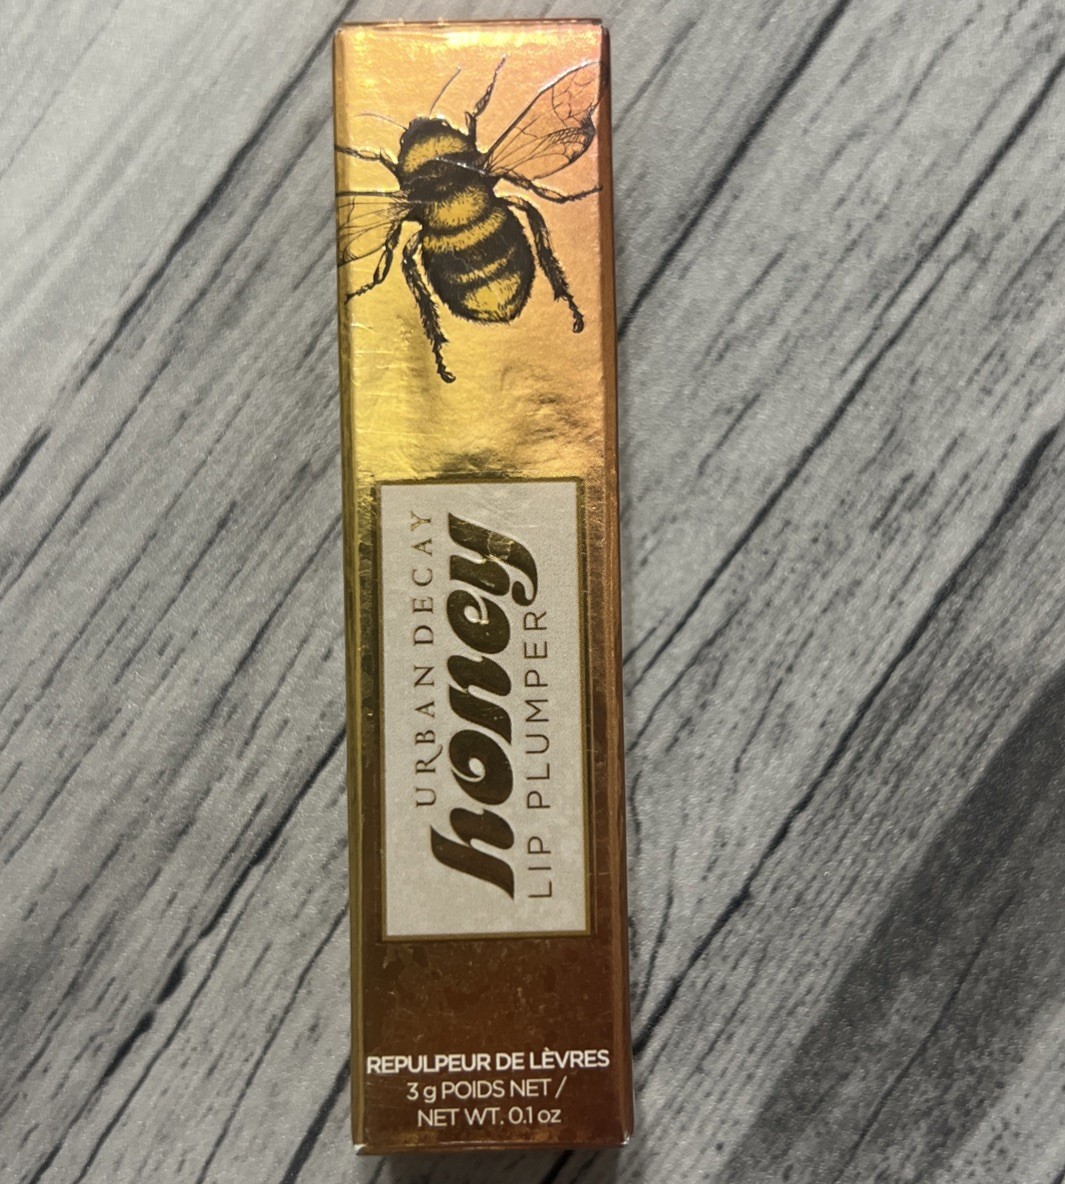 URBAN DECAY
honey
LIP PLUMPER
REPULPEUR DE LÈVRES
3 g POIDS NET /
NET WT. 0.1 oz